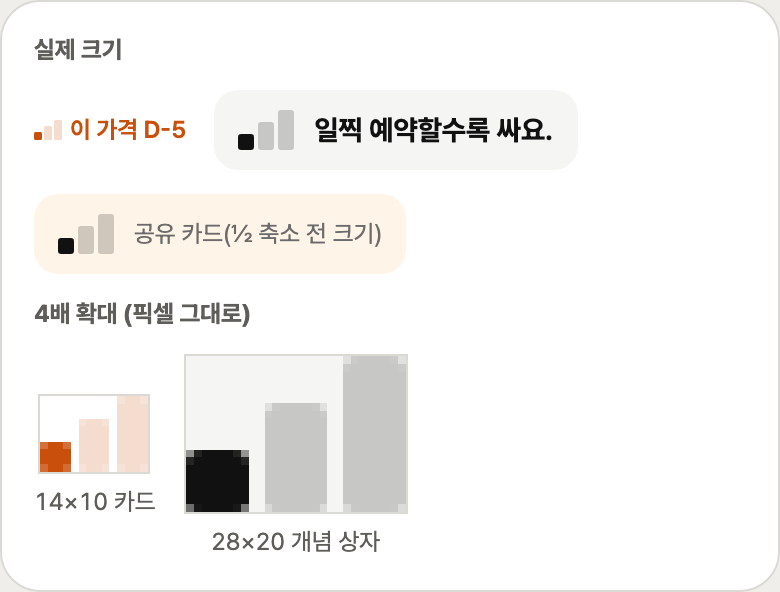 실제 크기
이 가격 D-5
일찍 예약할수록 싸요.
공유 카드(½ 축소 전 크기)
4배 확대 (픽셀 그대로)
14×10 카드
28×20 개념 상자